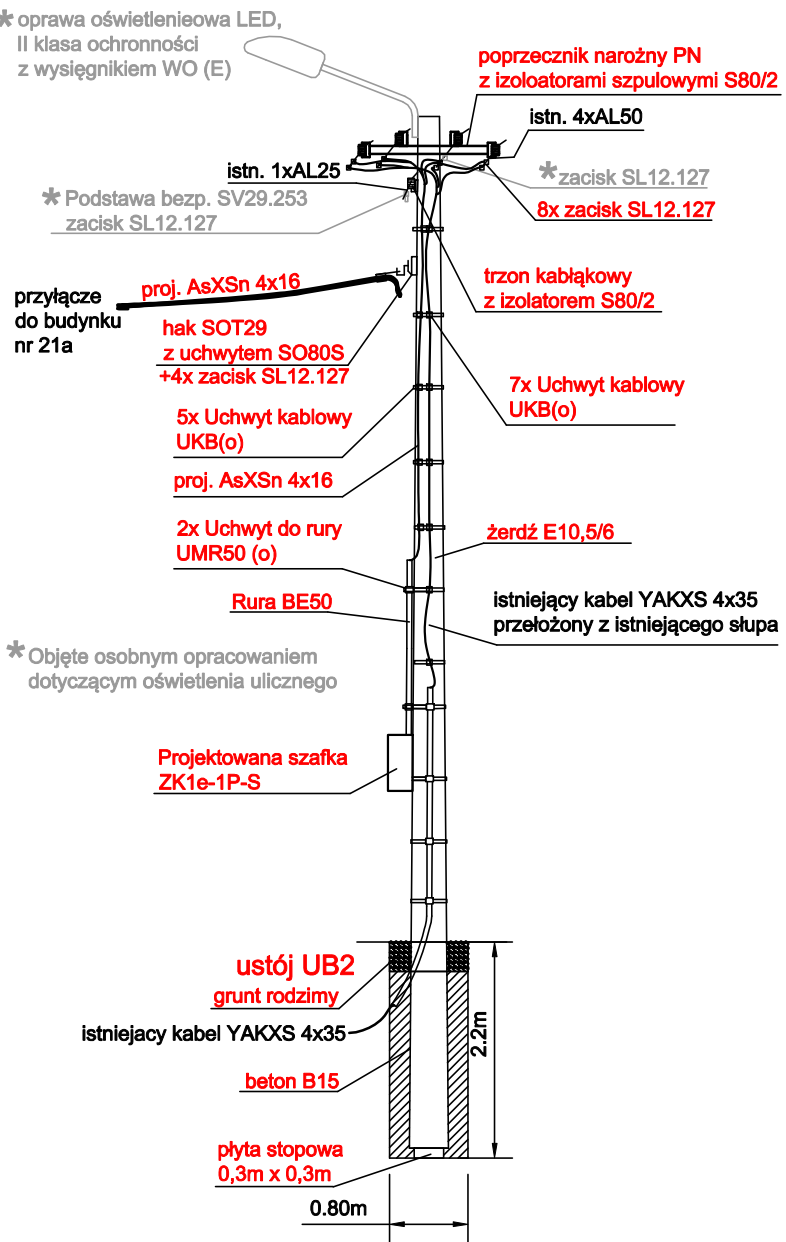 * oprawa oświetlenieowa LED,
II klasa ochronności
z wysięgnikiem WO (E)
poprzecznik narożny PN
z izoloatorami szpulowymi S80/2
istn. 4xAL50
istn. 1xAL25
* zacisk SL12.127
* Podstawa bezp. SV29.253
zacisk SL12.127
8x zacisk SL12.127
trzon kabłąkowy
z izolatorem S80/2
proj. AsXSn 4x16
przyłącze
do budynku
nr 21a
hak SOT29
z uchwytem SO80S
+4x zacisk SL12.127
7x Uchwyt kablowy
UKB(o)
5x Uchwyt kablowy
UKB(o)
proj. AsXSn 4x16
2x Uchwyt do rury
UMR50 (o)
żerdź E10,5/6
Rura BE50
istniejący kabel YAKXS 4x35
przełożony z istniejącego słupa
* Objęte osobnym opracowaniem
dotyczącym oświetlenia ulicznego
Projektowana szafka
ZK1e-1P-S
ustój UB2
grunt rodzimy
istniejacy kabel YAKXS 4x35
2.2m
beton B15
płyta stopowa
0,3m x 0,3m
0.80m